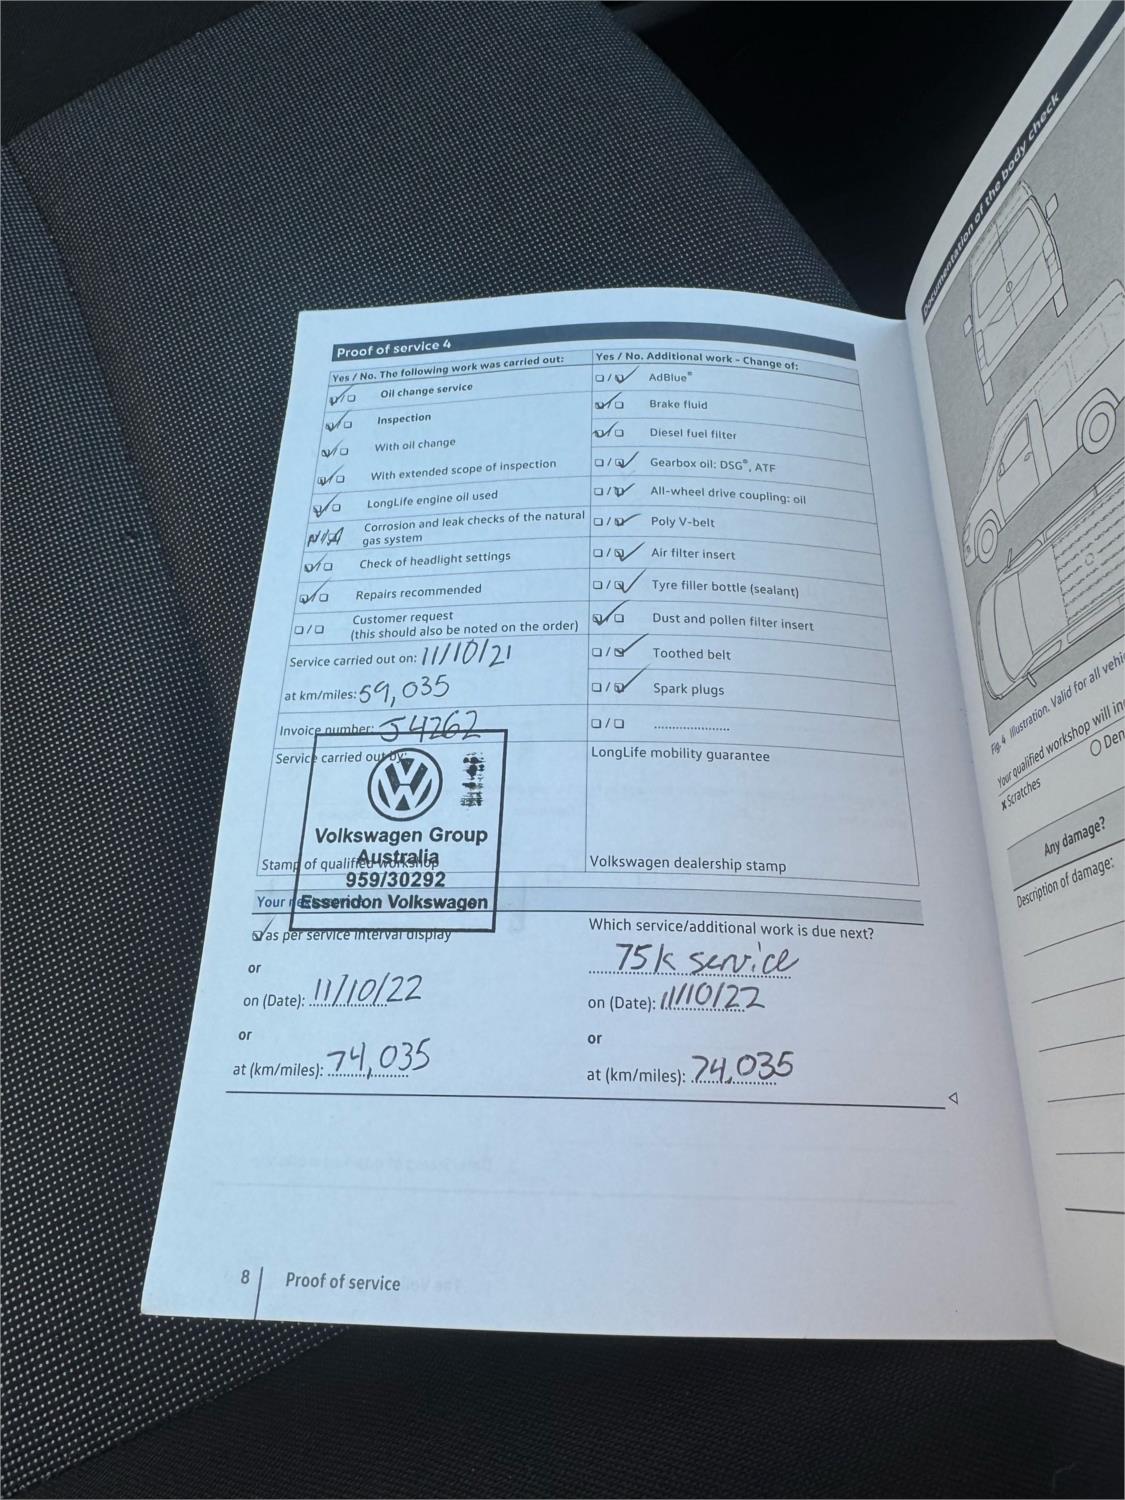 Proof of service 4
Yes / No. The following work was carried out:
Oil change service
Inspection
With oil change
With extended scope of inspection
LongLife engine oil used
N/A Corrosion and leak checks of the natural
gas system
Check of headlight settings
Repairs recommended
Customer request
(this should also be noted on the order)
Service carried out on: 11/10/21
at km/miles: 59,035
Invoice number: 54262
Service carried out by:
Volkswagen Group
Australia
959/30292
Essendon Volkswagen
Stamp of qualified workshop
Yes / No. Additional work – Change of:
AdBlue®
Brake fluid
Diesel fuel filter
Gearbox oil: DSG®, ATF
All-wheel drive coupling: oil
Poly V-belt
Air filter insert
Tyre filler bottle (sealant)
Dust and pollen filter insert
Toothed belt
Spark plugs
LongLife mobility guarantee
Volkswagen dealership stamp
Your
as per service interval display
or
on (Date): 11/10/22
or
at (km/miles): 74,035
Which service/additional work is due next?
75k service
on (Date): 11/10/22
or
at (km/miles): 74,035
8 Proof of service
Documentation of the body check
Fig. 4 Illustration. Valid for all
Your qualified workshop will
x Scratches
Any damage?
Description of damage: